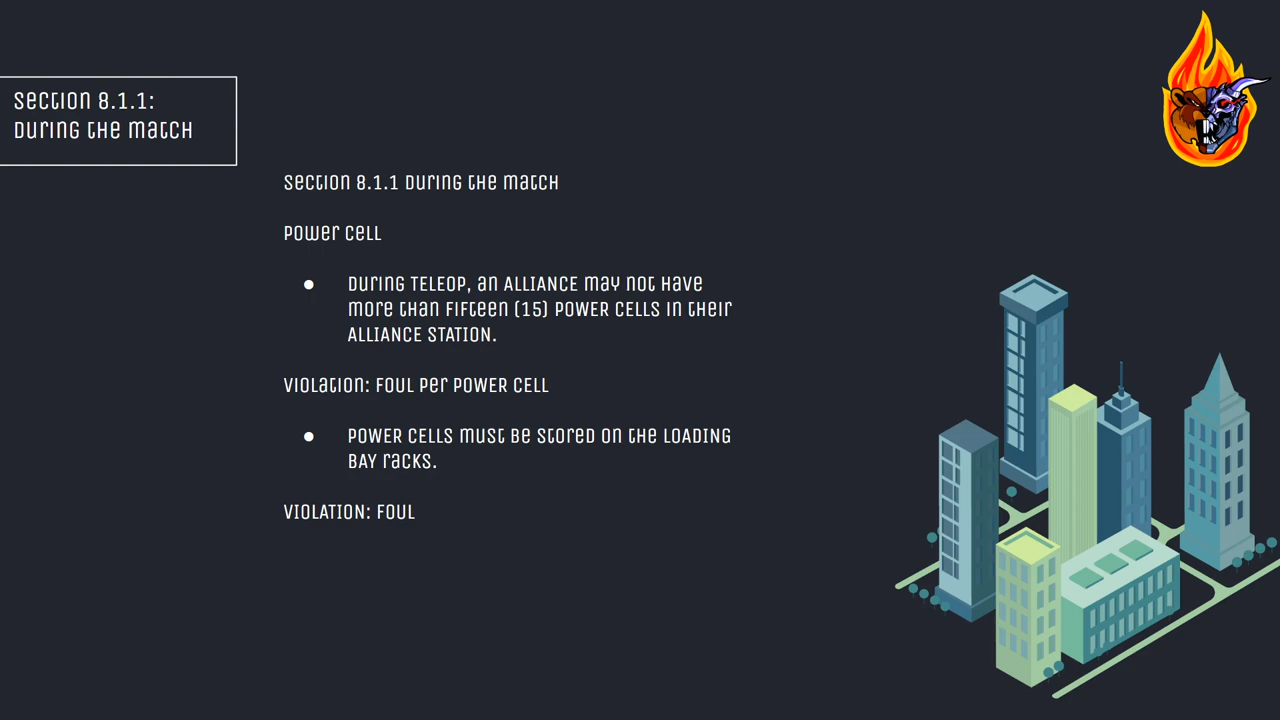 Section 8.1.1:
During the match
Section 8.1.1 During the match
Power Cell
● During TELEOP, an ALLIANCE may not have
more than fifteen (15) POWER CELLS in their
ALLIANCE STATION.
Violation: FOUL per POWER CELL
● POWER CELLS must be stored on the LOADING
BAY racks.
VIOLATION: FOUL